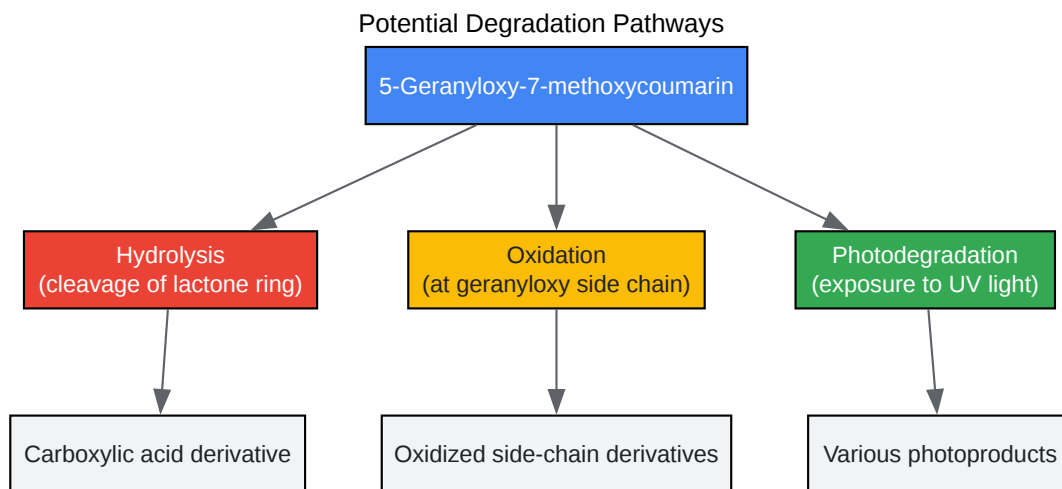 Potential Degradation Pathways
5-Geranyloxy-7-methoxycoumarin
Hydrolysis
(cleavage of lactone ring)
Oxidation
(at geranyloxy side chain)
Photodegradation
(exposure to UV light)
Carboxylic acid derivative
Oxidized side-chain derivatives
Various photoproducts